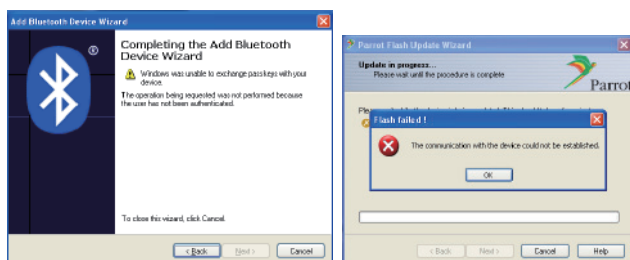 Add Bluetooth Device Wizard
Completing the Add Bluetooth
Device Wizard
Windows was unable to exchange passkeys with your
device.
The operation being requested was not performed because
the user has not been authenticated.
To close this wizard, click Cancel.
< Back
Next >
Cancel
Parrot Flash Update Wizard
Update in progress...
Please wait until the procedure is complete
Parrot
Flash failed !
The communication with the device could not be established.
OK
< Back
Next >
Cancel
Help